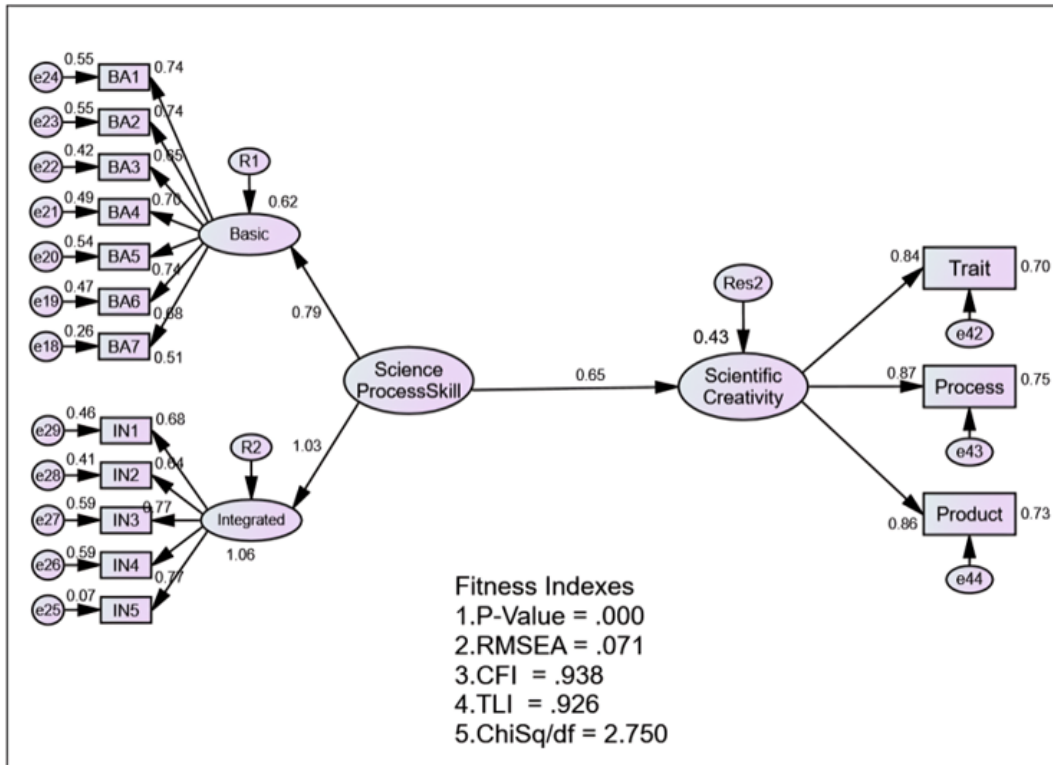 0.55
0.74
e24
BA1
0.55
0.74
e23
BA2
0.42
0.65
e22
BA3
0.49
0.70
e21
BA4
0.54
e20
BA5
0.74
0.47
e19
BA6
0.68
0.26
e18
BA7
0.51
R1
0.62
Basic
0.79
Science
ProcessSkill
0.65
1.03
0.46
0.68
e29
IN1
0.41
0.64
e28
IN2
0.59
0.77
e27
IN3
0.59
e26
IN4
0.77
0.07
e25
IN5
R2
Integrated
1.06
Res2
0.43
Scientific
Creativity
0.84
Trait
0.70
e42
0.87
Process
0.75
e43
0.86
Product
0.73
e44
Fitness Indexes
1.P-Value = .000
2.RMSEA = .071
3.CFI = .938
4.TLI = .926
5.ChiSq/df = 2.750